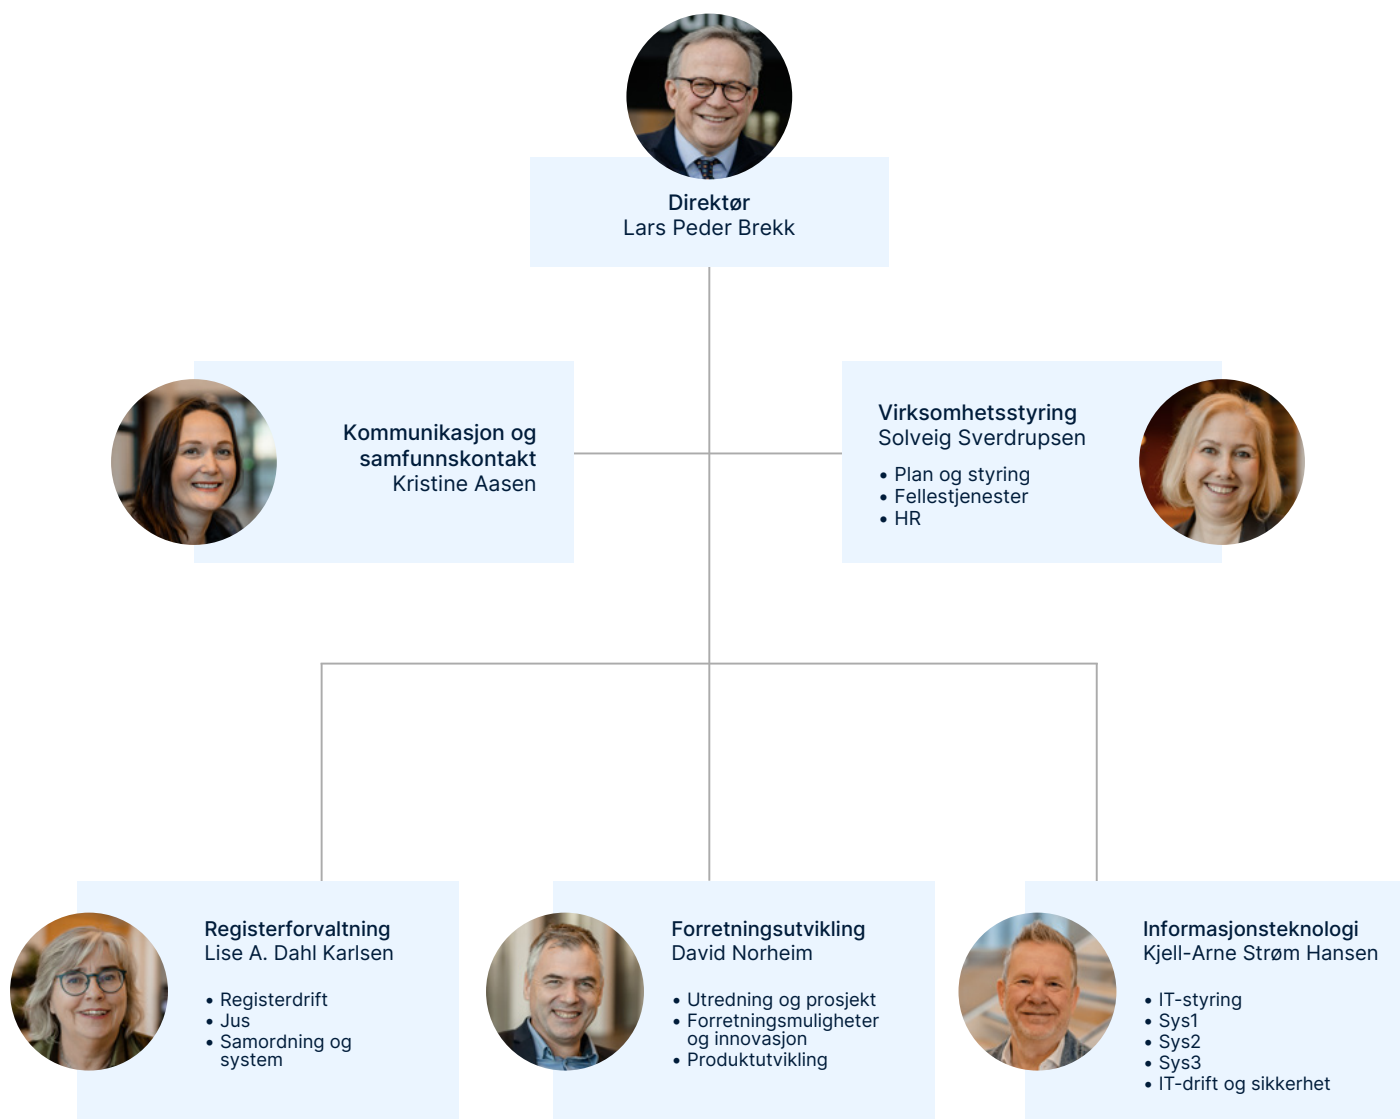 Direktør
Lars Peder Brekk
Kommunikasjon og
samfunnskontakt
Kristine Aasen
Virksomhetsstyring
Solveig Sverdrupsen
• Plan og styring
• Fellestjenester
• HR
Registerforvaltning
Lise A. Dahl Karlsen
• Registerdrift
• Jus
• Samordning og
system
Forretningsutvikling
David Norheim
• Utredning og prosjekt
• Forretningsmuligheter
og innovasjon
• Produktutvikling
Informasjonsteknologi
Kjell-Arne Strøm Hansen
• IT-styring
• Sys1
• Sys2
• Sys3
• IT-drift og sikkerhet